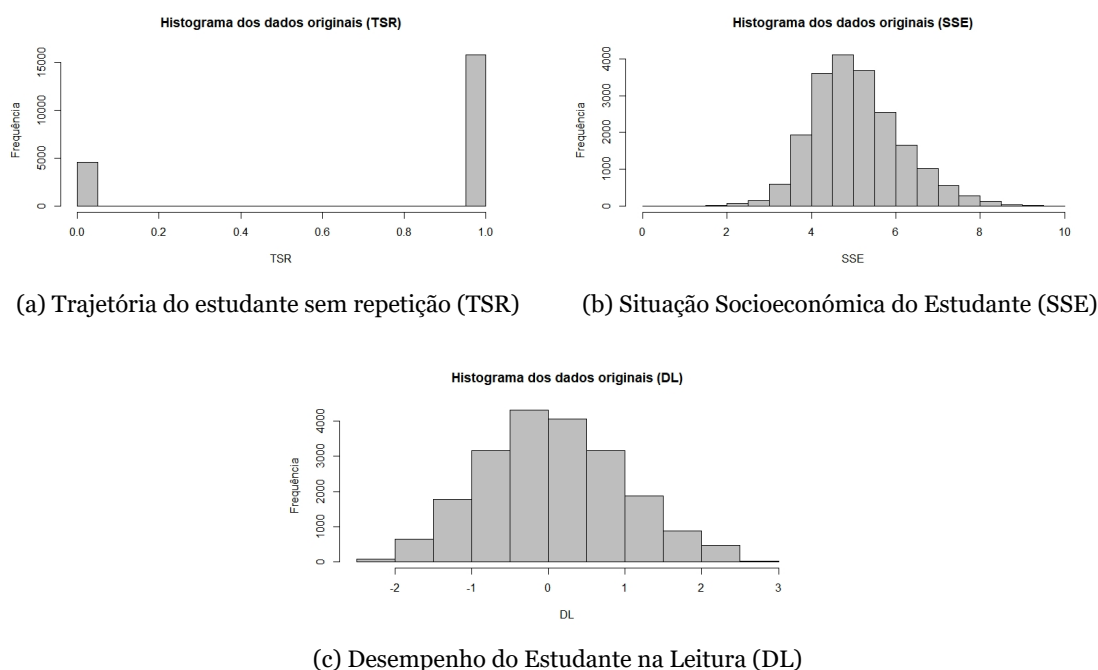 Histograma dos dados originais (TSR)
Frequência
0 5000 10000 15000
0.0 0.2 0.4 0.6 0.8 1.0
TSR
(a) Trajetória do estudante sem repetição (TSR)
Histograma dos dados originais (SSE)
Frequência
0 1000 2000 3000 4000
0 2 4 6 8 10
SSE
(b) Situação Socioeconómica do Estudante (SSE)
Histograma dos dados originais (DL)
Frequência
0 1000 2000 3000 4000
-2 -1 0 1 2 3
DL
(c) Desempenho do Estudante na Leitura (DL)